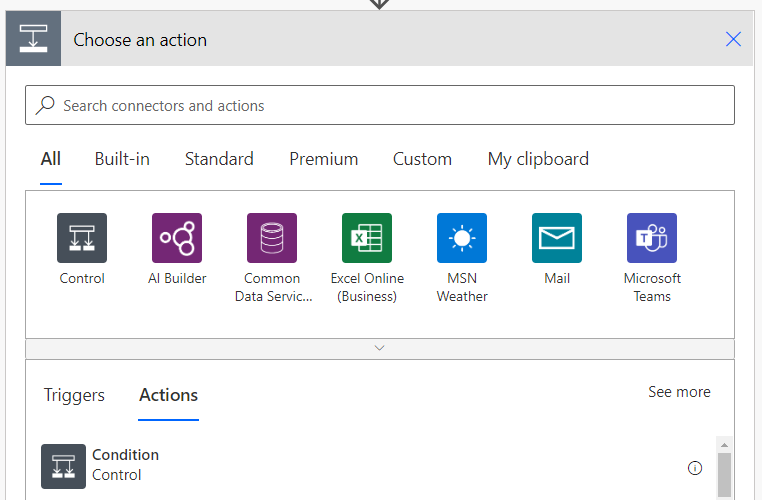 Choose an action
Search connectors and actions
All Built-in Standard Premium Custom My clipboard
Control AI Builder Common Excel Online MSN Mail Microsoft
Data Servic... (Business) Weather Teams
Triggers Actions See more
Condition
Control